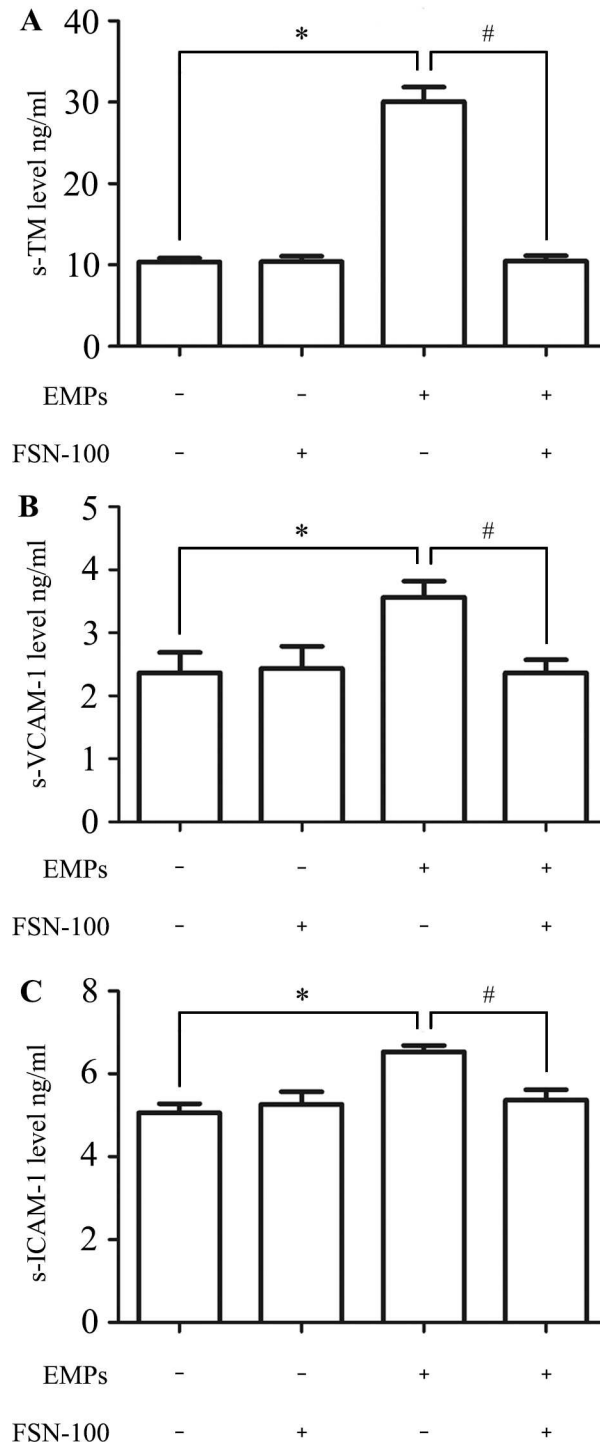 A
s-TM level ng/ml
40
30
20
10
0
* #
EMPs – – + +
FSN-100 – + – +
B
s-VCAM-1 level ng/ml
5
4
3
2
1
0
* #
EMPs – – + +
FSN-100 – + – +
C
s-ICAM-1 level ng/ml
8
6
4
2
0
* #
EMPs – – + +
FSN-100 – + – +